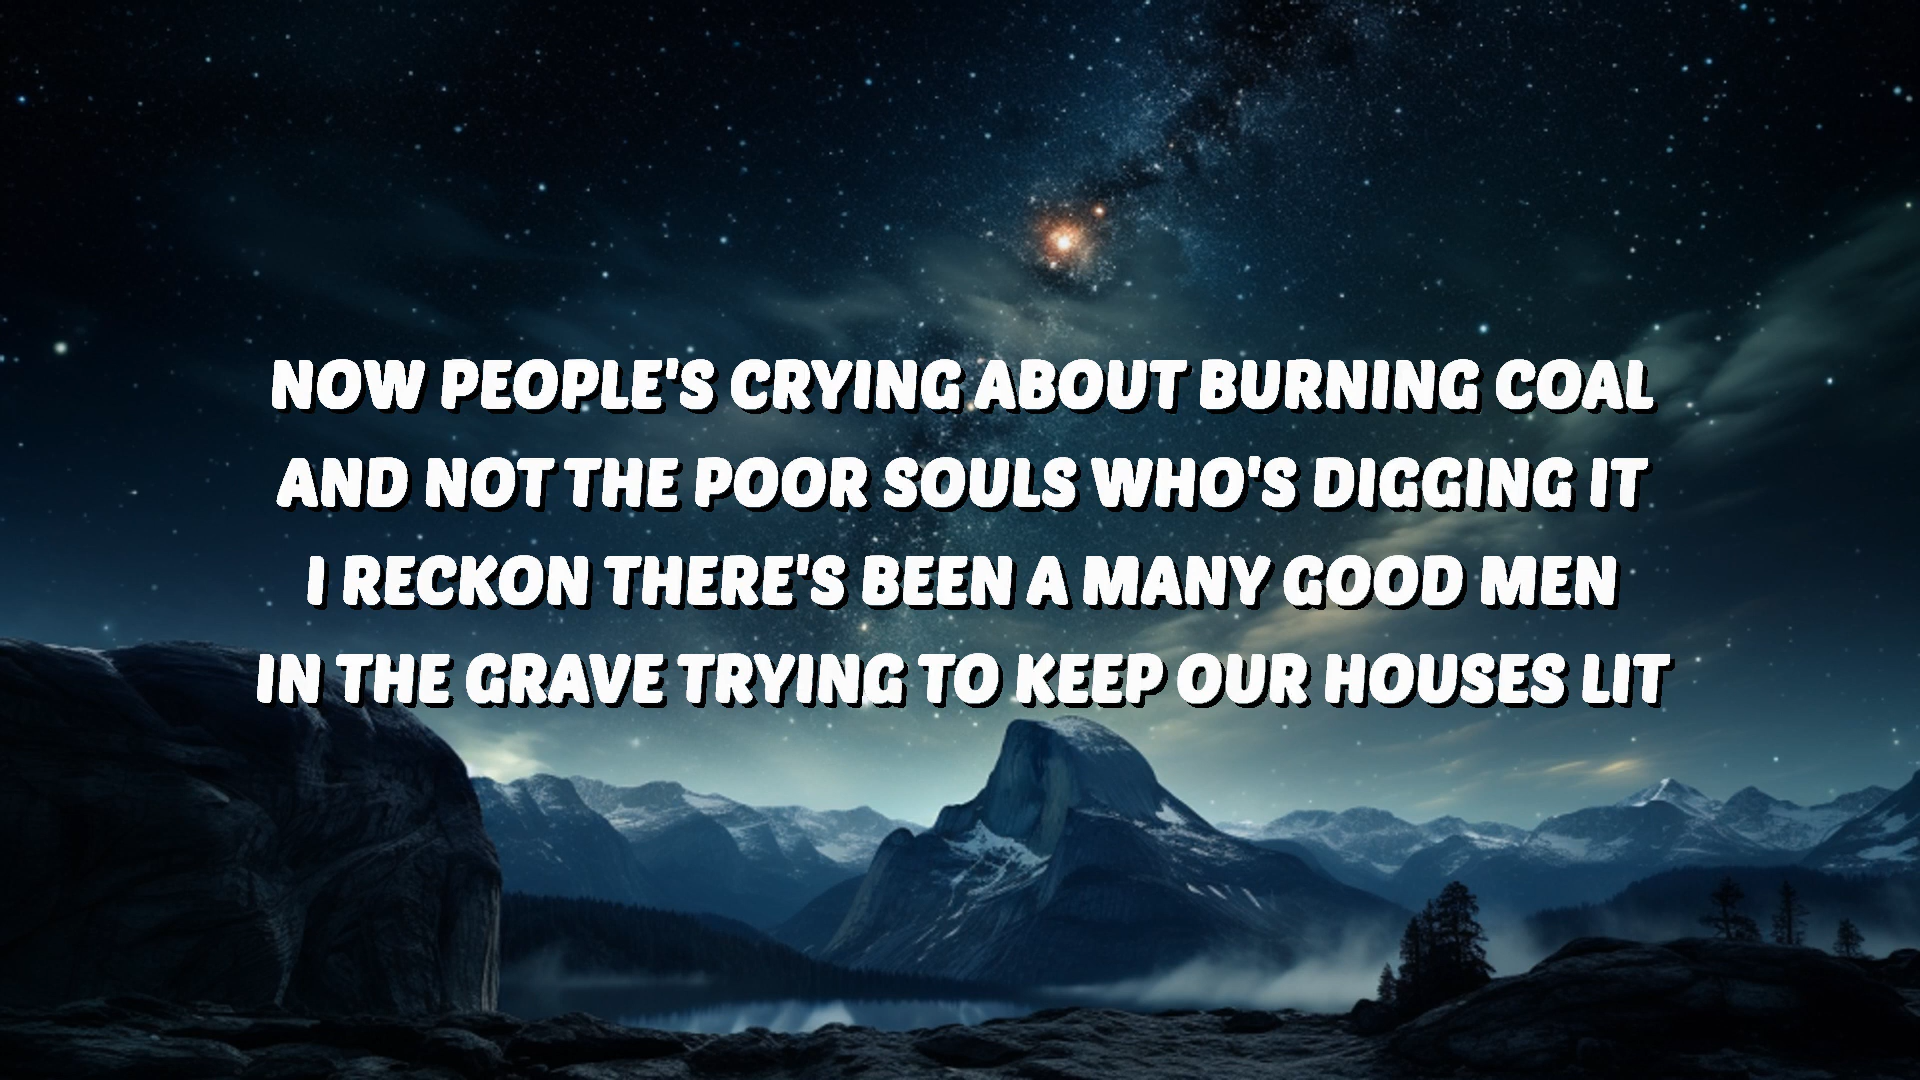 NOW PEOPLE'S CRYING ABOUT BURNING COAL
AND NOT THE POOR SOULS WHO'S DIGGING IT
I RECKON THERE'S BEEN A MANY GOOD MEN
IN THE GRAVE TRYING TO KEEP OUR HOUSES LIT